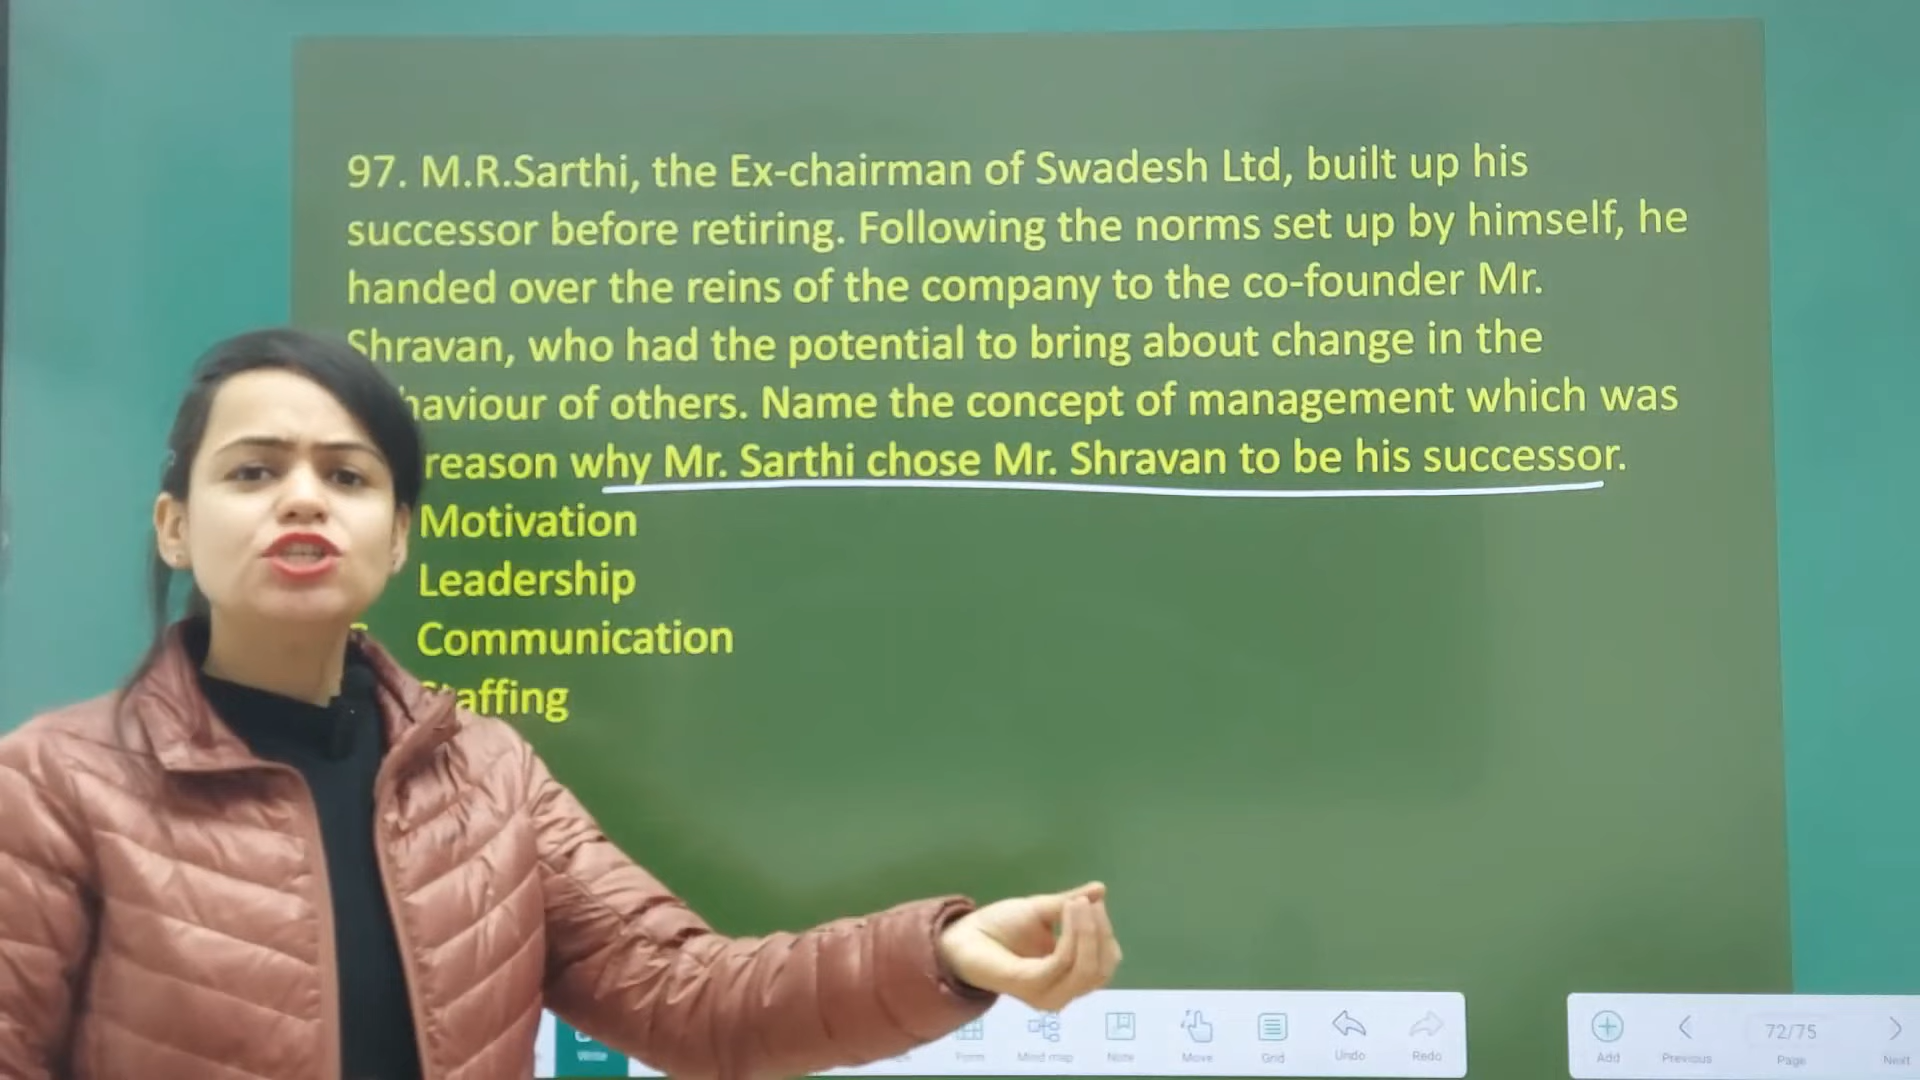 97. M.R.Sarthi, the Ex-chairman of Swadesh Ltd, built up his
successor before retiring. Following the norms set up by himself, he
handed over the reins of the company to the co-founder Mr.
Shravan, who had the potential to bring about change in the
haviour of others. Name the concept of management which was
reason why Mr. Sarthi chose Mr. Shravan to be his successor.
Motivation
Leadership
Communication
Staffing
Write Form Mind map Note Move Grid Undo Redo
Add Previous 72/75 Page Next